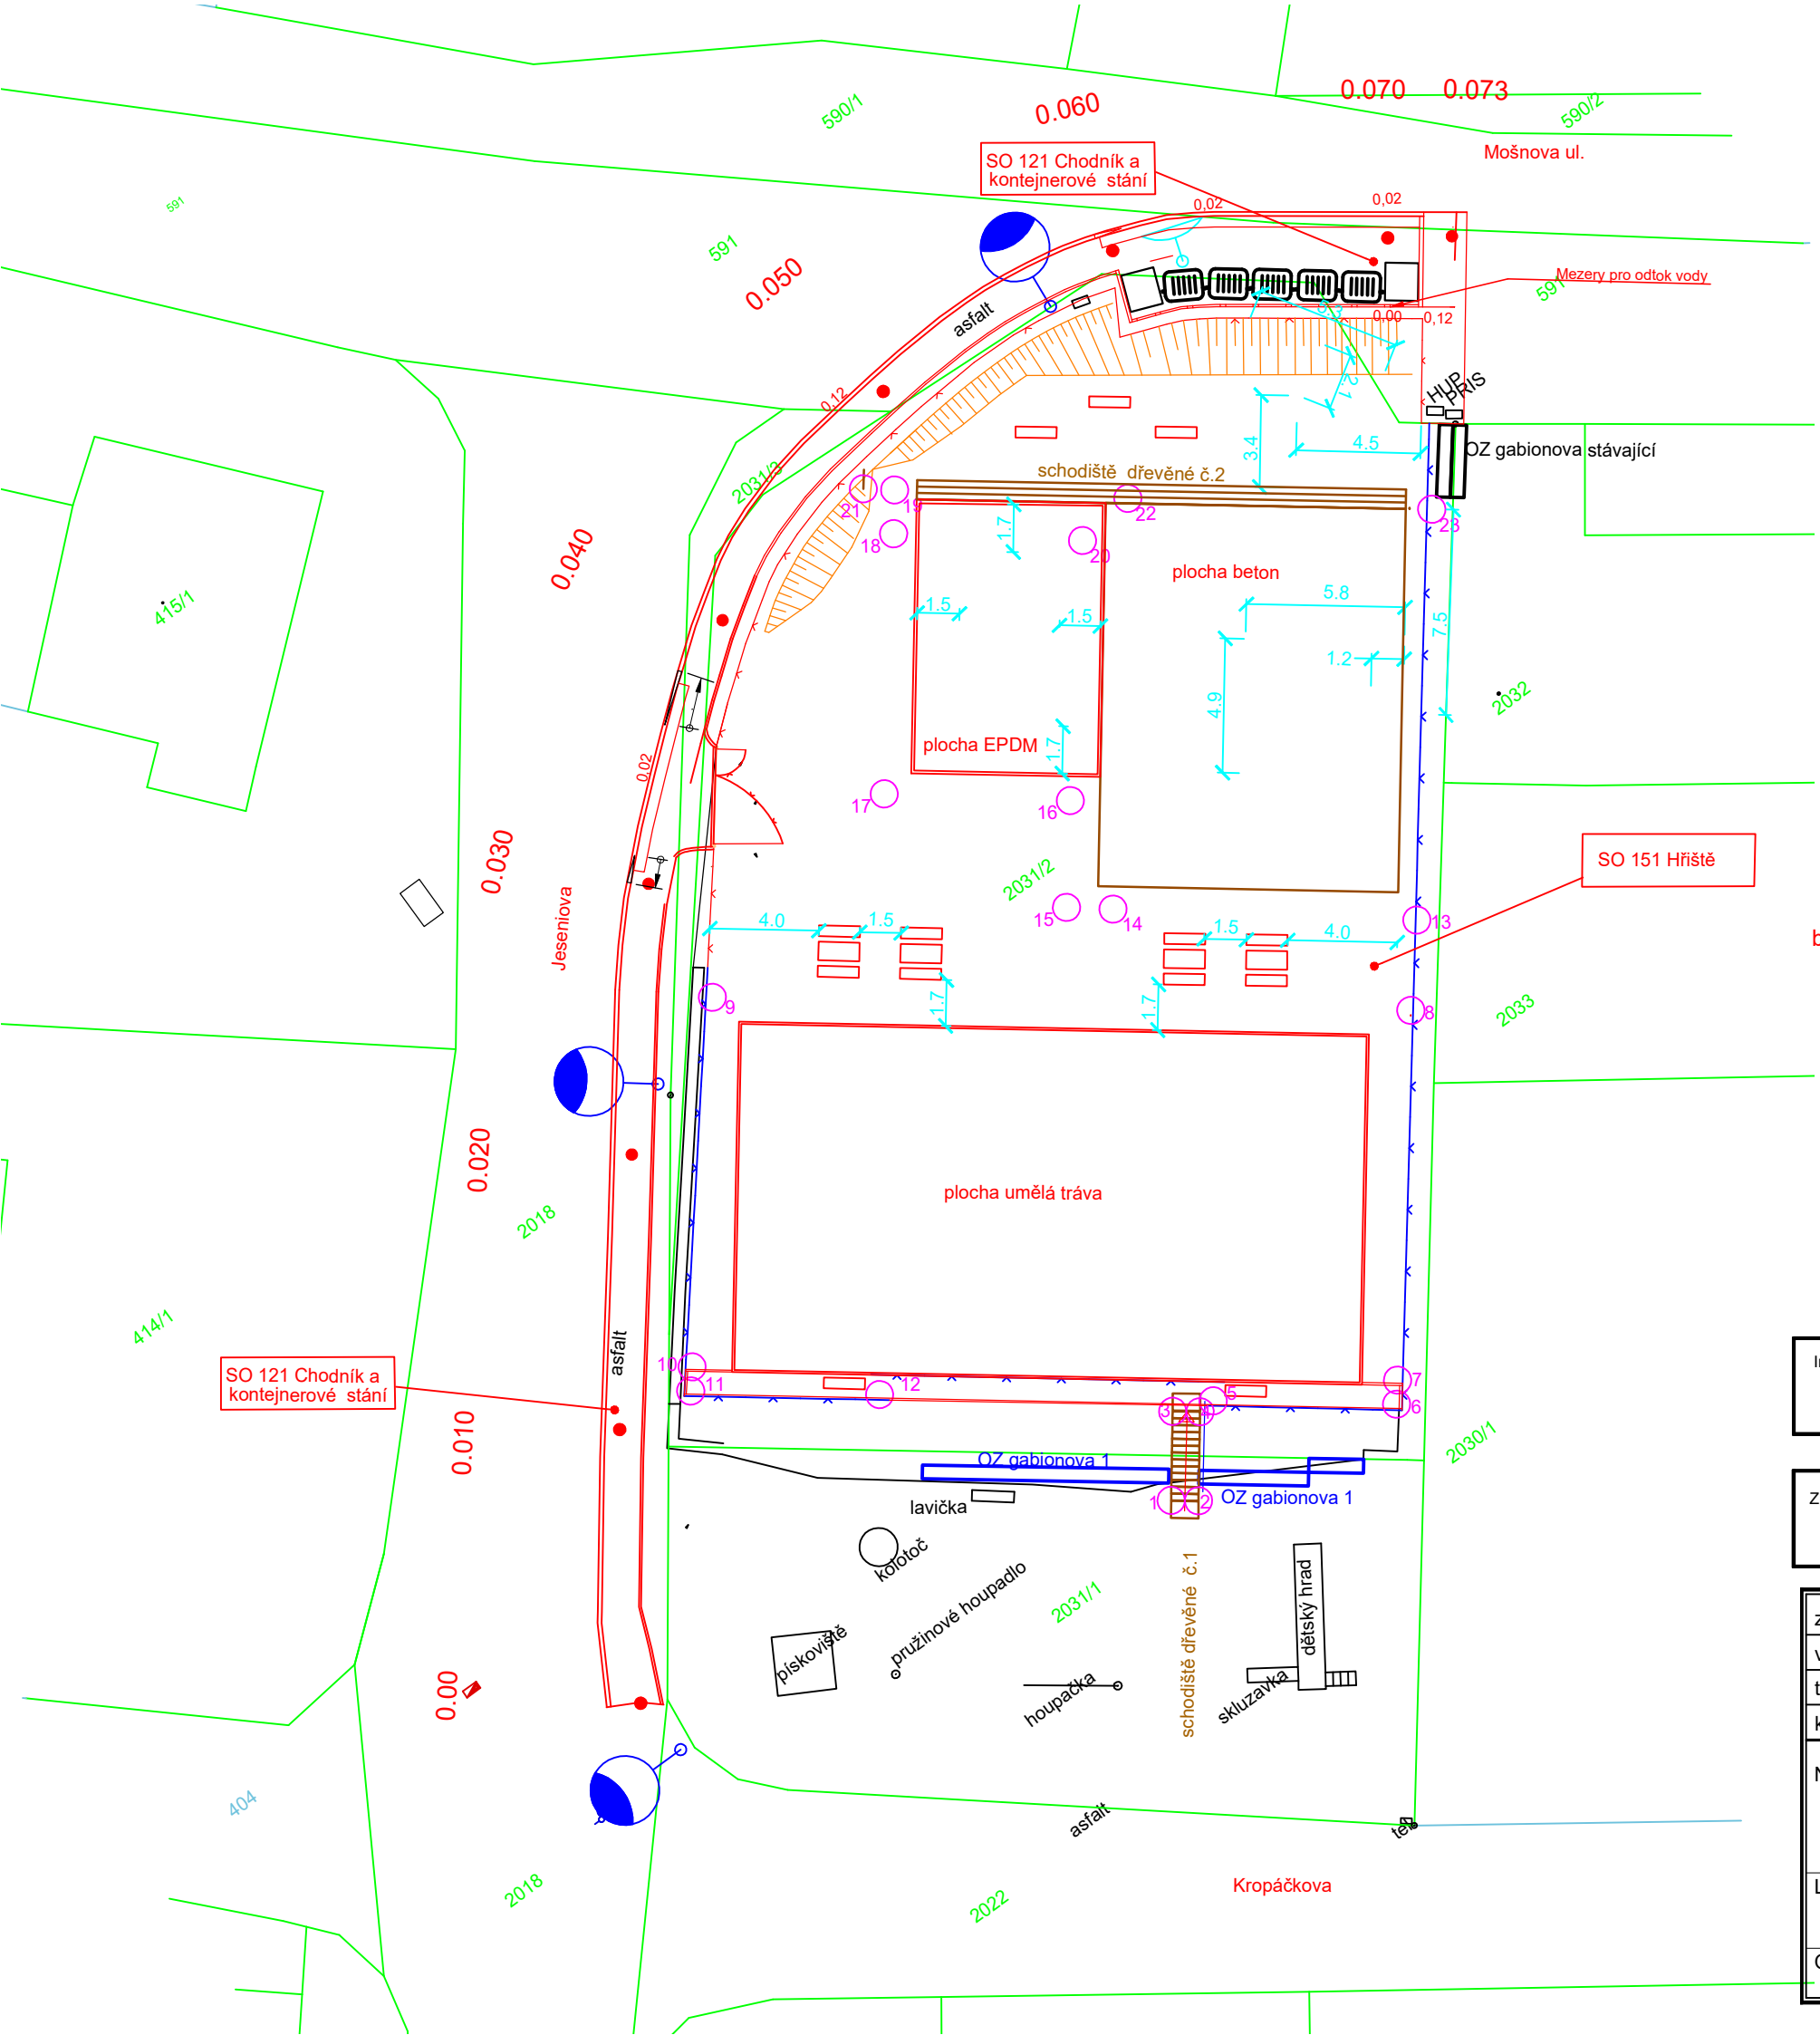 0.070
0.073
590/1
0.060
590/2
Mošnova ul.
SO 121 Chodník a
kontejnerové stání
591
0,02
0,02
591
0.050
Mezery pro odtok vody
591
asfalt
5.3
0,00
0,12
2.1
HUP
PRIS
0,12
3.4
4.5
OZ gabionova stávající
schodiště dřevěné č.2
2031/3
21
19
22
23
18
1.7
20
0.040
plocha beton
415/1
1.5
1.5
5.8
7.5
1.2
2032
4.9
plocha EPDM
1.7
0,02
17
16
0.030
SO 151 Hřiště
2031/2
Jeseniova
15
14
13
4.0
1.5
1.5
4.0
b
9
1.7
1.7
8
2033
0.020
plocha umělá tráva
2018
414/1
asfalt
SO 121 Chodník a
kontejnerové stání
10
11
12
3
4
5
7
6
0.010
2030/1
OZ gabionova 1
OZ gabionova 1
lavička
1
2
kolotoč
pružinové houpadlo
2031/1
schodiště dřevěné č.1
dětský hrad
pískoviště
houpačka
skluzavka
0.00
404
asfalt
tel
Kropáčkova
2018
2022